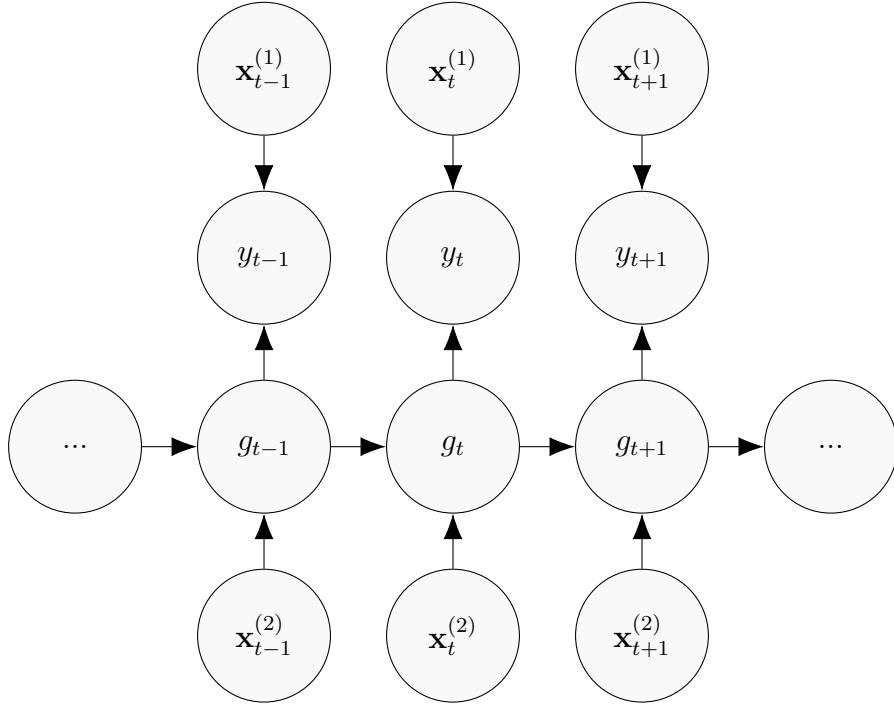 x_{t-1}^{(1)} x_t^{(1)} x_{t+1}^{(1)}
y_{t-1} y_t y_{t+1}
... g_{t-1} g_t g_{t+1} ...
x_{t-1}^{(2)} x_t^{(2)} x_{t+1}^{(2)}